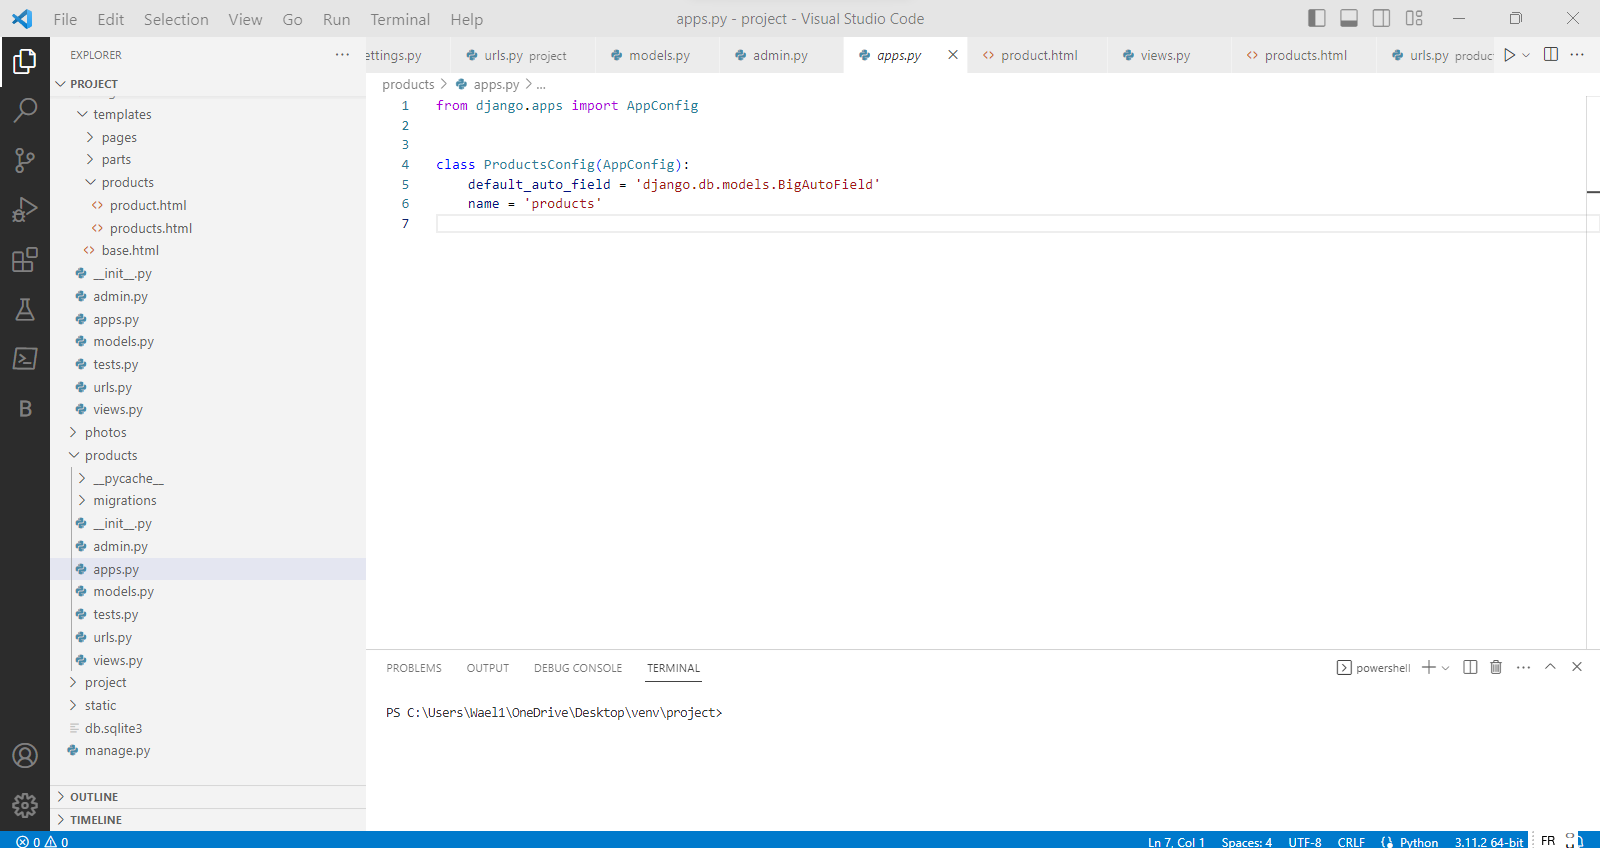 File Edit Selection View Go Run Terminal Help
apps.py - project - Visual Studio Code
EXPLORER
ettings.py
urls.py project
models.py
admin.py
apps.py
product.html
views.py
products.html
urls.py produc
PROJECT
templates
pages
parts
products
product.html
products.html
base.html
__init__.py
admin.py
apps.py
models.py
tests.py
urls.py
views.py
photos
products
__pycache__
migrations
__init__.py
admin.py
apps.py
models.py
tests.py
urls.py
views.py
project
static
db.sqlite3
manage.py
OUTLINE
TIMELINE
products > apps.py > ...
1 from django.apps import AppConfig
2
3
4 class ProductsConfig(AppConfig):
5     default_auto_field = 'django.db.models.BigAutoField'
6     name = 'products'
7
PROBLEMS OUTPUT DEBUG CONSOLE TERMINAL
powershell
PS C:\Users\Wael1\OneDrive\Desktop\venv\project>
B
0 0
Ln 7, Col 1 Spaces: 4 UTF-8 CRLF Python 3.11.2 64-bit FR